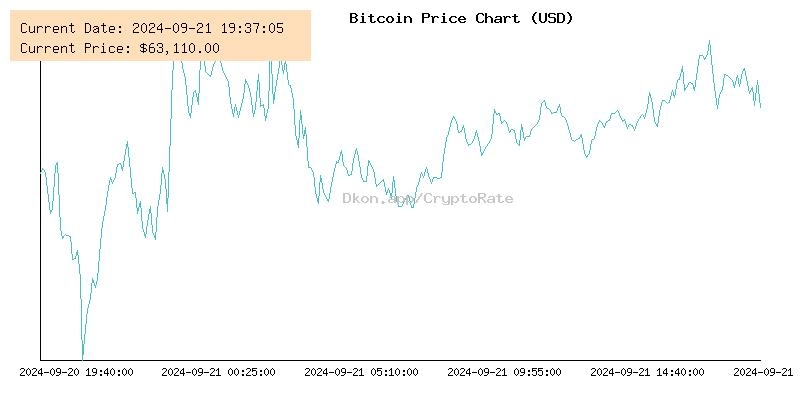 Bitcoin Price Chart (USD)
Current Date: 2024-09-21 19:37:05
Current Price: $63,110.00
Dkon.app/CryptoRate
2024-09-20 19:40:00 2024-09-21 00:25:00 2024-09-21 05:10:00 2024-09-21 09:55:00 2024-09-21 14:40:00 2024-09-21